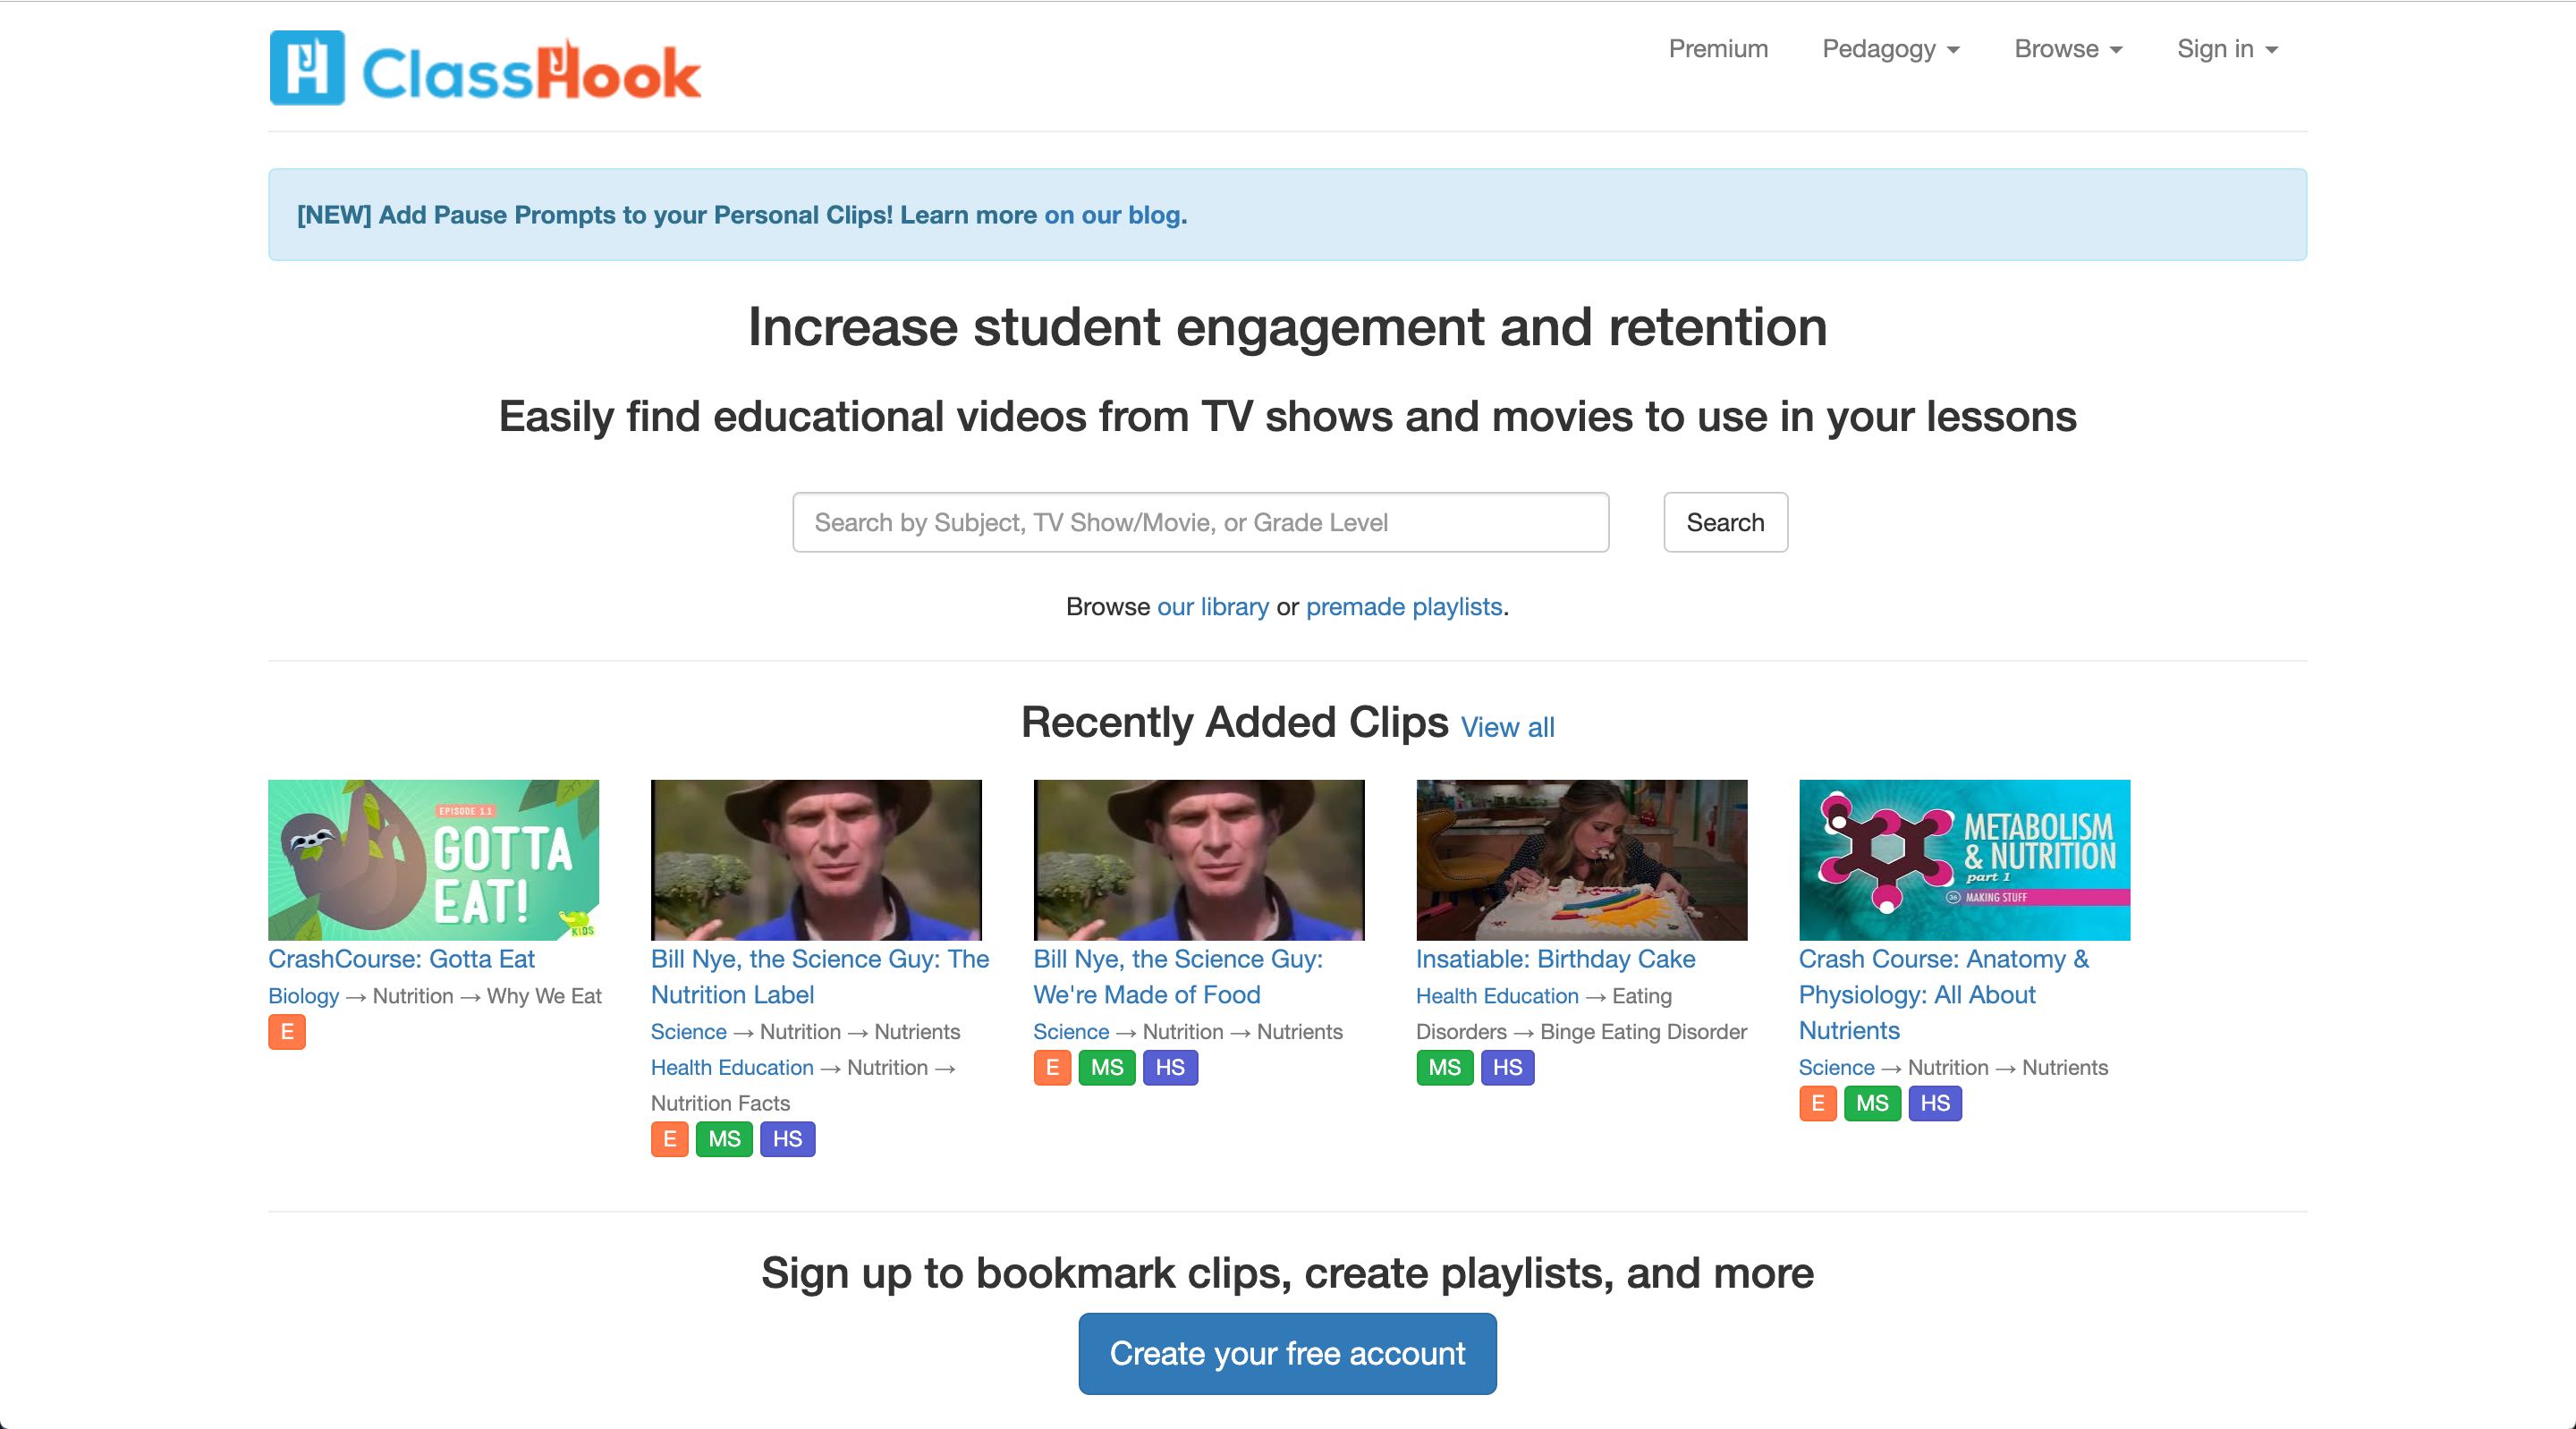 ClassHook
Premium
Pedagogy
Browse
Sign in
[NEW] Add Pause Prompts to your Personal Clips! Learn more on our blog.
Increase student engagement and retention
Easily find educational videos from TV shows and movies to use in your lessons
Search by Subject, TV Show/Movie, or Grade Level
Search
Browse our library or premade playlists.
Recently Added Clips View all
EPISODE 1.1
GOTTA
EAT!
KIDS
CrashCourse: Gotta Eat
Biology → Nutrition → Why We Eat
E
Bill Nye, the Science Guy: The
Nutrition Label
Science → Nutrition → Nutrients
Health Education → Nutrition →
Nutrition Facts
E MS HS
Bill Nye, the Science Guy:
We're Made of Food
Science → Nutrition → Nutrients
E MS HS
Insatiable: Birthday Cake
Health Education → Eating
Disorders → Binge Eating Disorder
MS HS
METABOLISM
& NUTRITION
part 1
36 MAKING STUFF
Crash Course: Anatomy &
Physiology: All About
Nutrients
Science → Nutrition → Nutrients
E MS HS
Sign up to bookmark clips, create playlists, and more
Create your free account